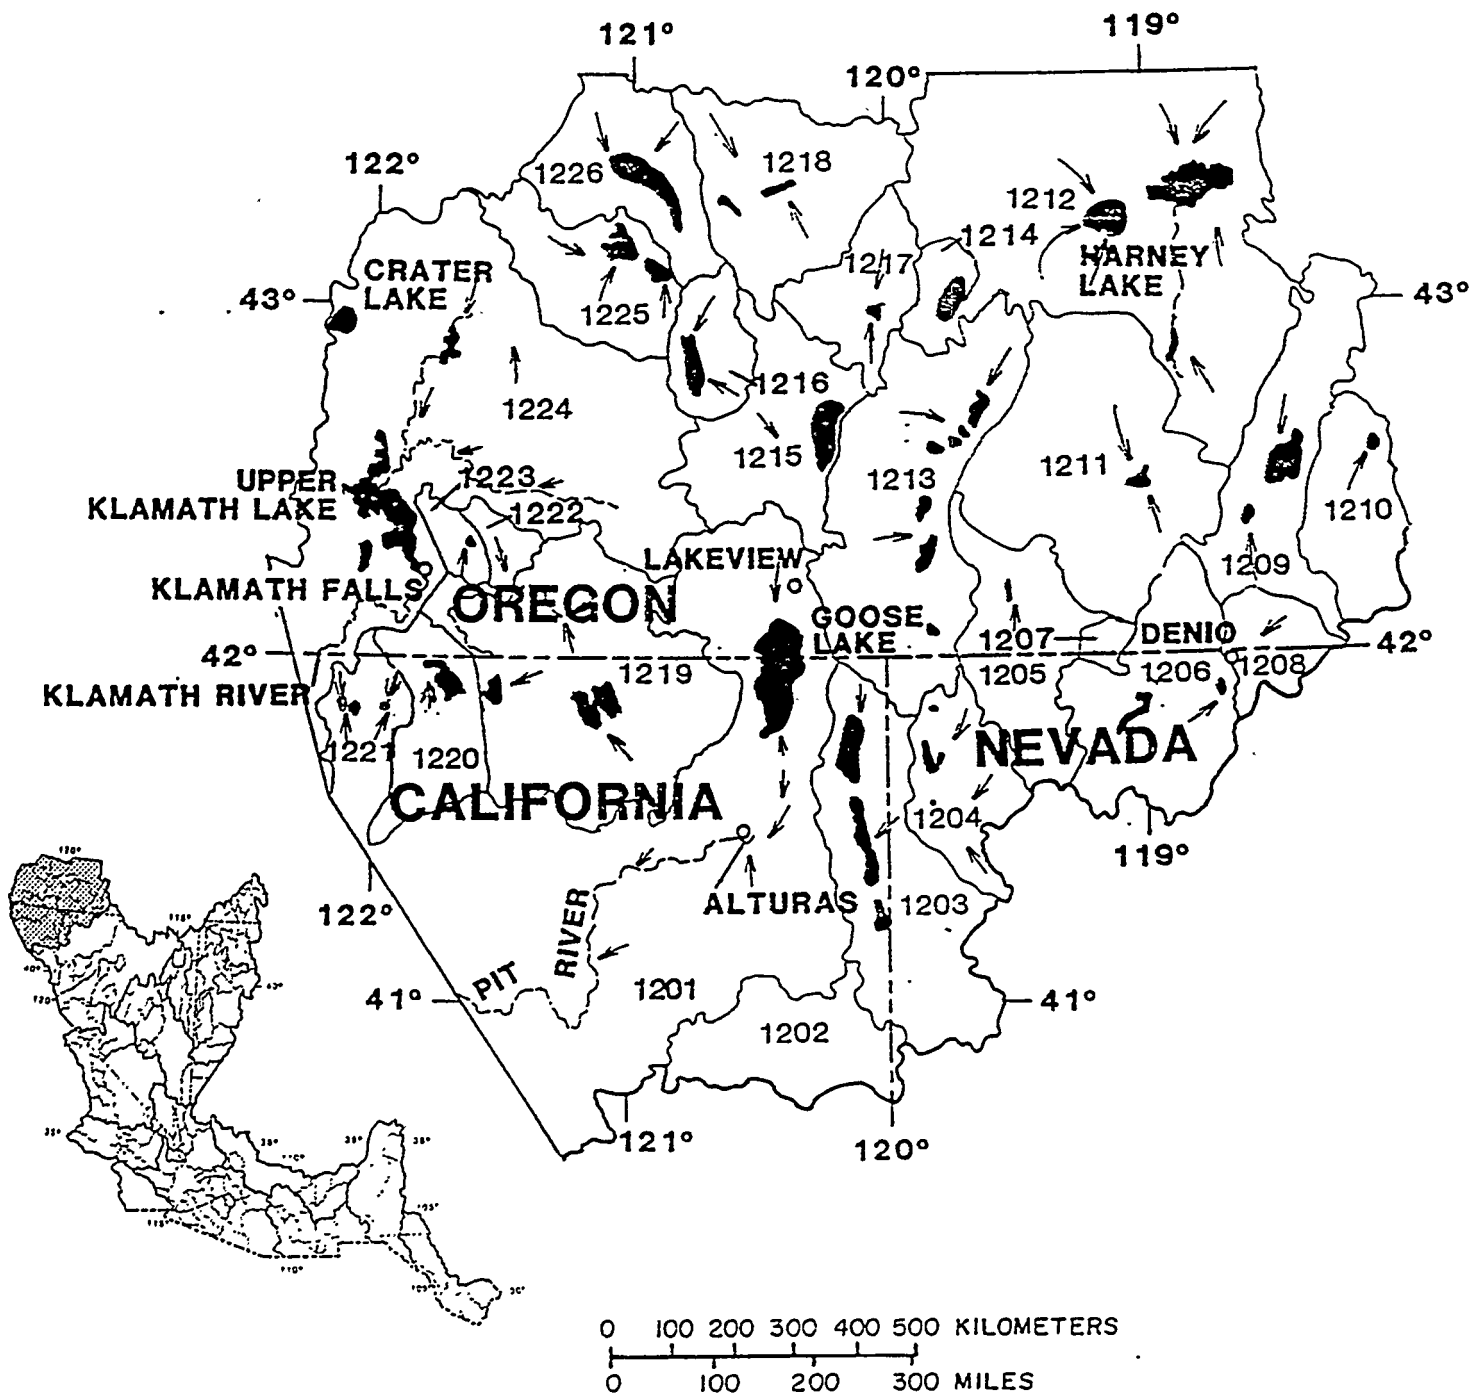 121°
119°
120°
122°
1226
1218
1212
1214
1217
HARNEY
LAKE
CRATER
LAKE
43°
43°
1225
1216
1224
1215
1213
1211
1210
UPPER
KLAMATH LAKE
1223
1222
LAKEVIEW
1209
KLAMATH FALLS
OREGON
GOOSE
LAKE
1207
DENIO
42°
42°
1219
1205
1206
1208
KLAMATH RIVER
1221
1220
NEVADA
CALIFORNIA
1204
119°
122°
ALTURAS
1203
PIT
RIVER
41°
1201
41°
1202
121°
120°
0 100 200 300 400 500 KILOMETERS
0 100 200 300 MILES